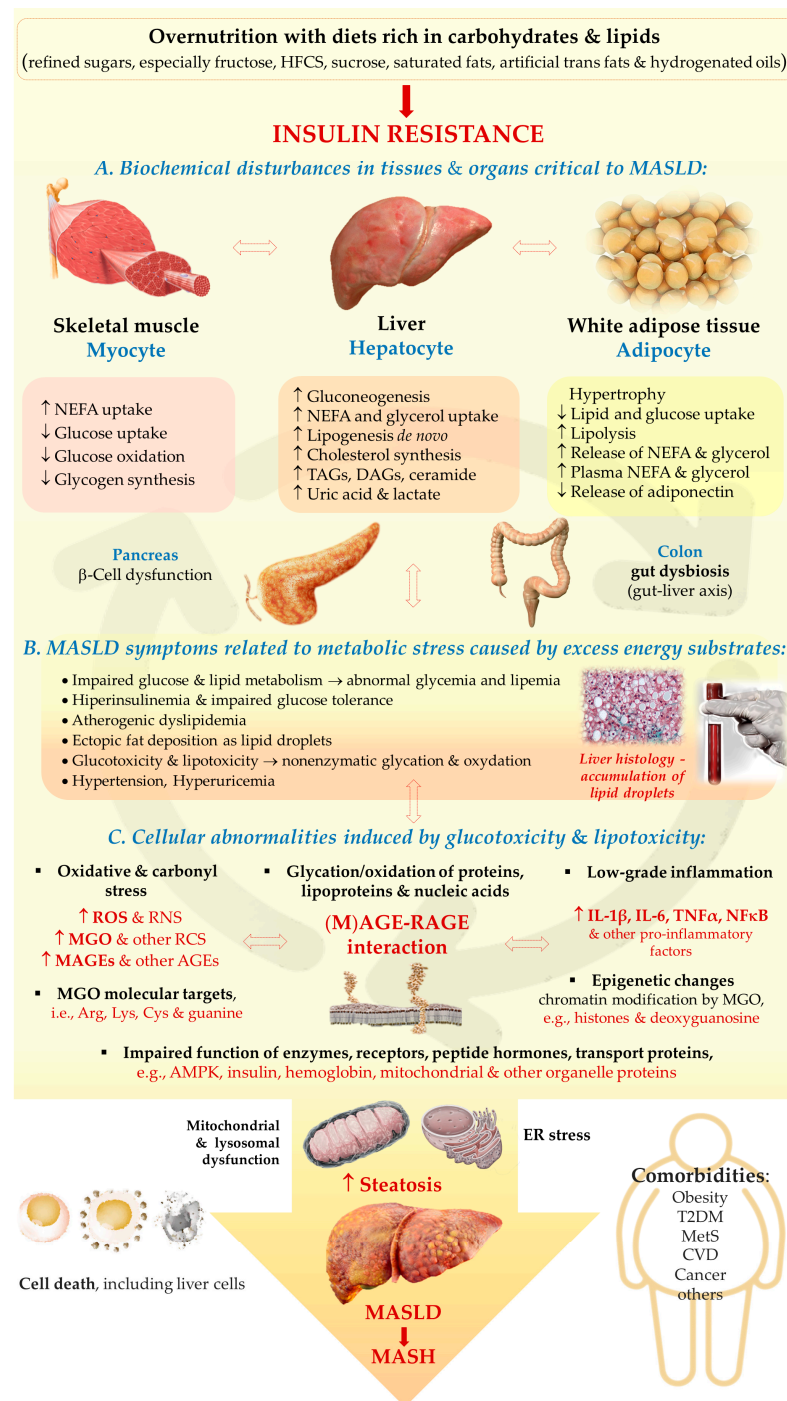 Overnutrition with diets rich in carbohydrates & lipids
(refined sugars, especially fructose, HFCS, sucrose, saturated fats, artificial trans fats & hydrogenated oils)
INSULIN RESISTANCE
A. Biochemical disturbances in tissues & organs critical to MASLD:
Skeletal muscle
Myocyte
Liver
Hepatocyte
White adipose tissue
Adipocyte
↑ NEFA uptake
↓ Glucose uptake
↓ Glucose oxidation
↓ Glycogen synthesis
↑ Gluconeogenesis
↑ NEFA and glycerol uptake
↑ Lipogenesis de novo
↑ Cholesterol synthesis
↑ TAGs, DAGs, ceramide
↑ Uric acid & lactate
Hypertrophy
↓ Lipid and glucose uptake
↑ Lipolysis
↑ Release of NEFA & glycerol
↑ Plasma NEFA & glycerol
↓ Release of adiponectin
Pancreas
β-Cell dysfunction
Colon
gut dysbiosis
(gut-liver axis)
B. MASLD symptoms related to metabolic stress caused by excess energy substrates:
• Impaired glucose & lipid metabolism → abnormal glycemia and lipemia
• Hiperinsulinemia & impaired glucose tolerance
• Atherogenic dyslipidemia
• Ectopic fat deposition as lipid droplets
• Glucotoxicity & lipotoxicity → nonenzymatic glycation & oxydation
• Hypertension, Hyperuricemia
Liver histology -
accumulation of
lipid droplets
C. Cellular abnormalities induced by glucotoxicity & lipotoxicity:
▪ Oxidative & carbonyl
stress
↑ ROS & RNS
↑ MGO & other RCS
↑ MAGEs & other AGEs
▪ MGO molecular targets,
i.e., Arg, Lys, Cys & guanine
▪ Glycation/oxidation of proteins,
lipoproteins & nucleic acids
(M)AGE-RAGE
interaction
▪ Low-grade inflammation
↑ IL-1β, IL-6, TNFα, NFκB
& other pro-inflammatory
factors
▪ Epigenetic changes
chromatin modification by MGO,
e.g., histones & deoxyguanosine
▪ Impaired function of enzymes, receptors, peptide hormones, transport proteins,
e.g., AMPK, insulin, hemoglobin, mitochondrial & other organelle proteins
Mitochondrial
& lysosomal
dysfunction
ER stress
↑ Steatosis
Cell death, including liver cells
MASLD
MASH
Comorbidities:
Obesity
T2DM
MetS
CVD
Cancer
others